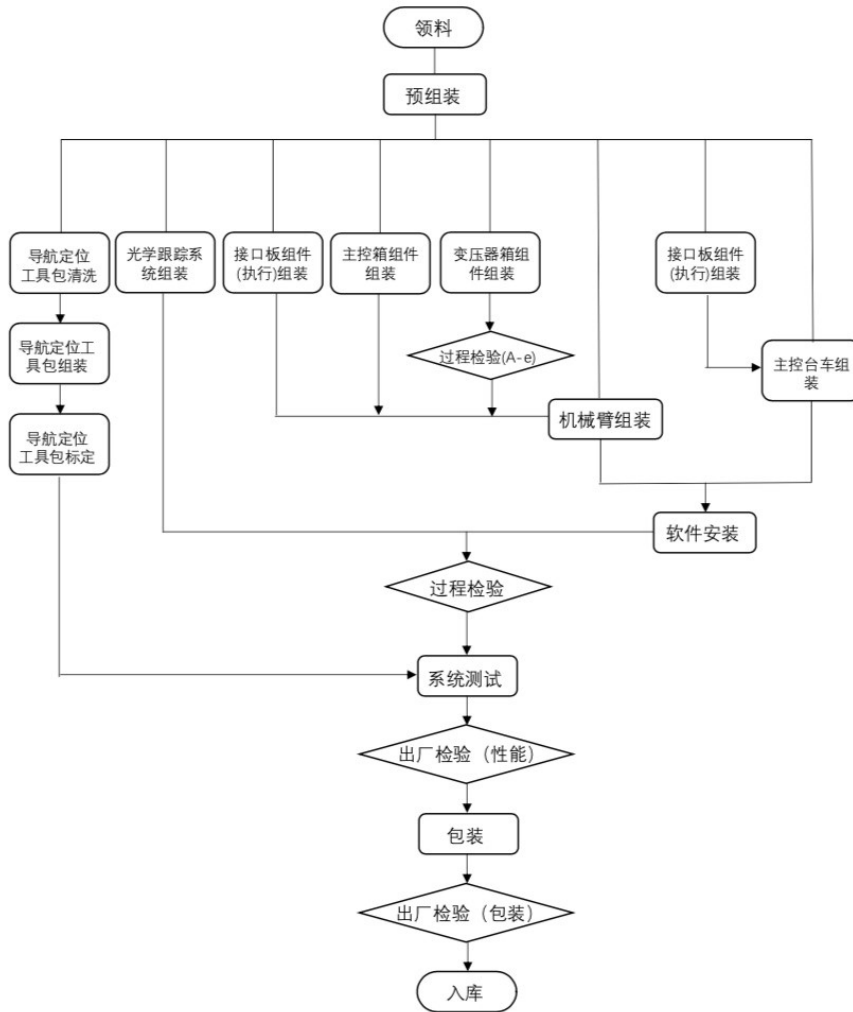 领料
预组装
导航定位
工具包清洗
光学跟踪系
统组装
接口板组件
(执行)组装
主控箱组件
组装
变压器箱组
件组装
接口板组件
(执行)组装
导航定位工
具包组装
过程检验(A-e)
主控台车组
装
导航定位
工具包标定
机械臂组装
软件安装
过程检验
系统测试
出厂检验（性能）
包装
出厂检验（包装）
入库